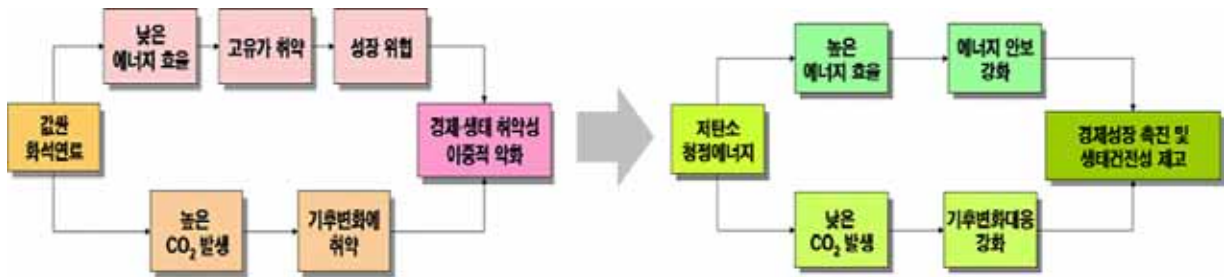 낮은
에너지 효율
고유가 취약
성장 위협
값싼
화석연료
경제·생태 취약성
이중적 악화
높은
CO₂ 발생
기후변화에
취약
높은
에너지 효율
에너지 안보
강화
저탄소
청정에너지
경제성장 촉진 및
생태건전성 제고
낮은
CO₂ 발생
기후변화대응
강화